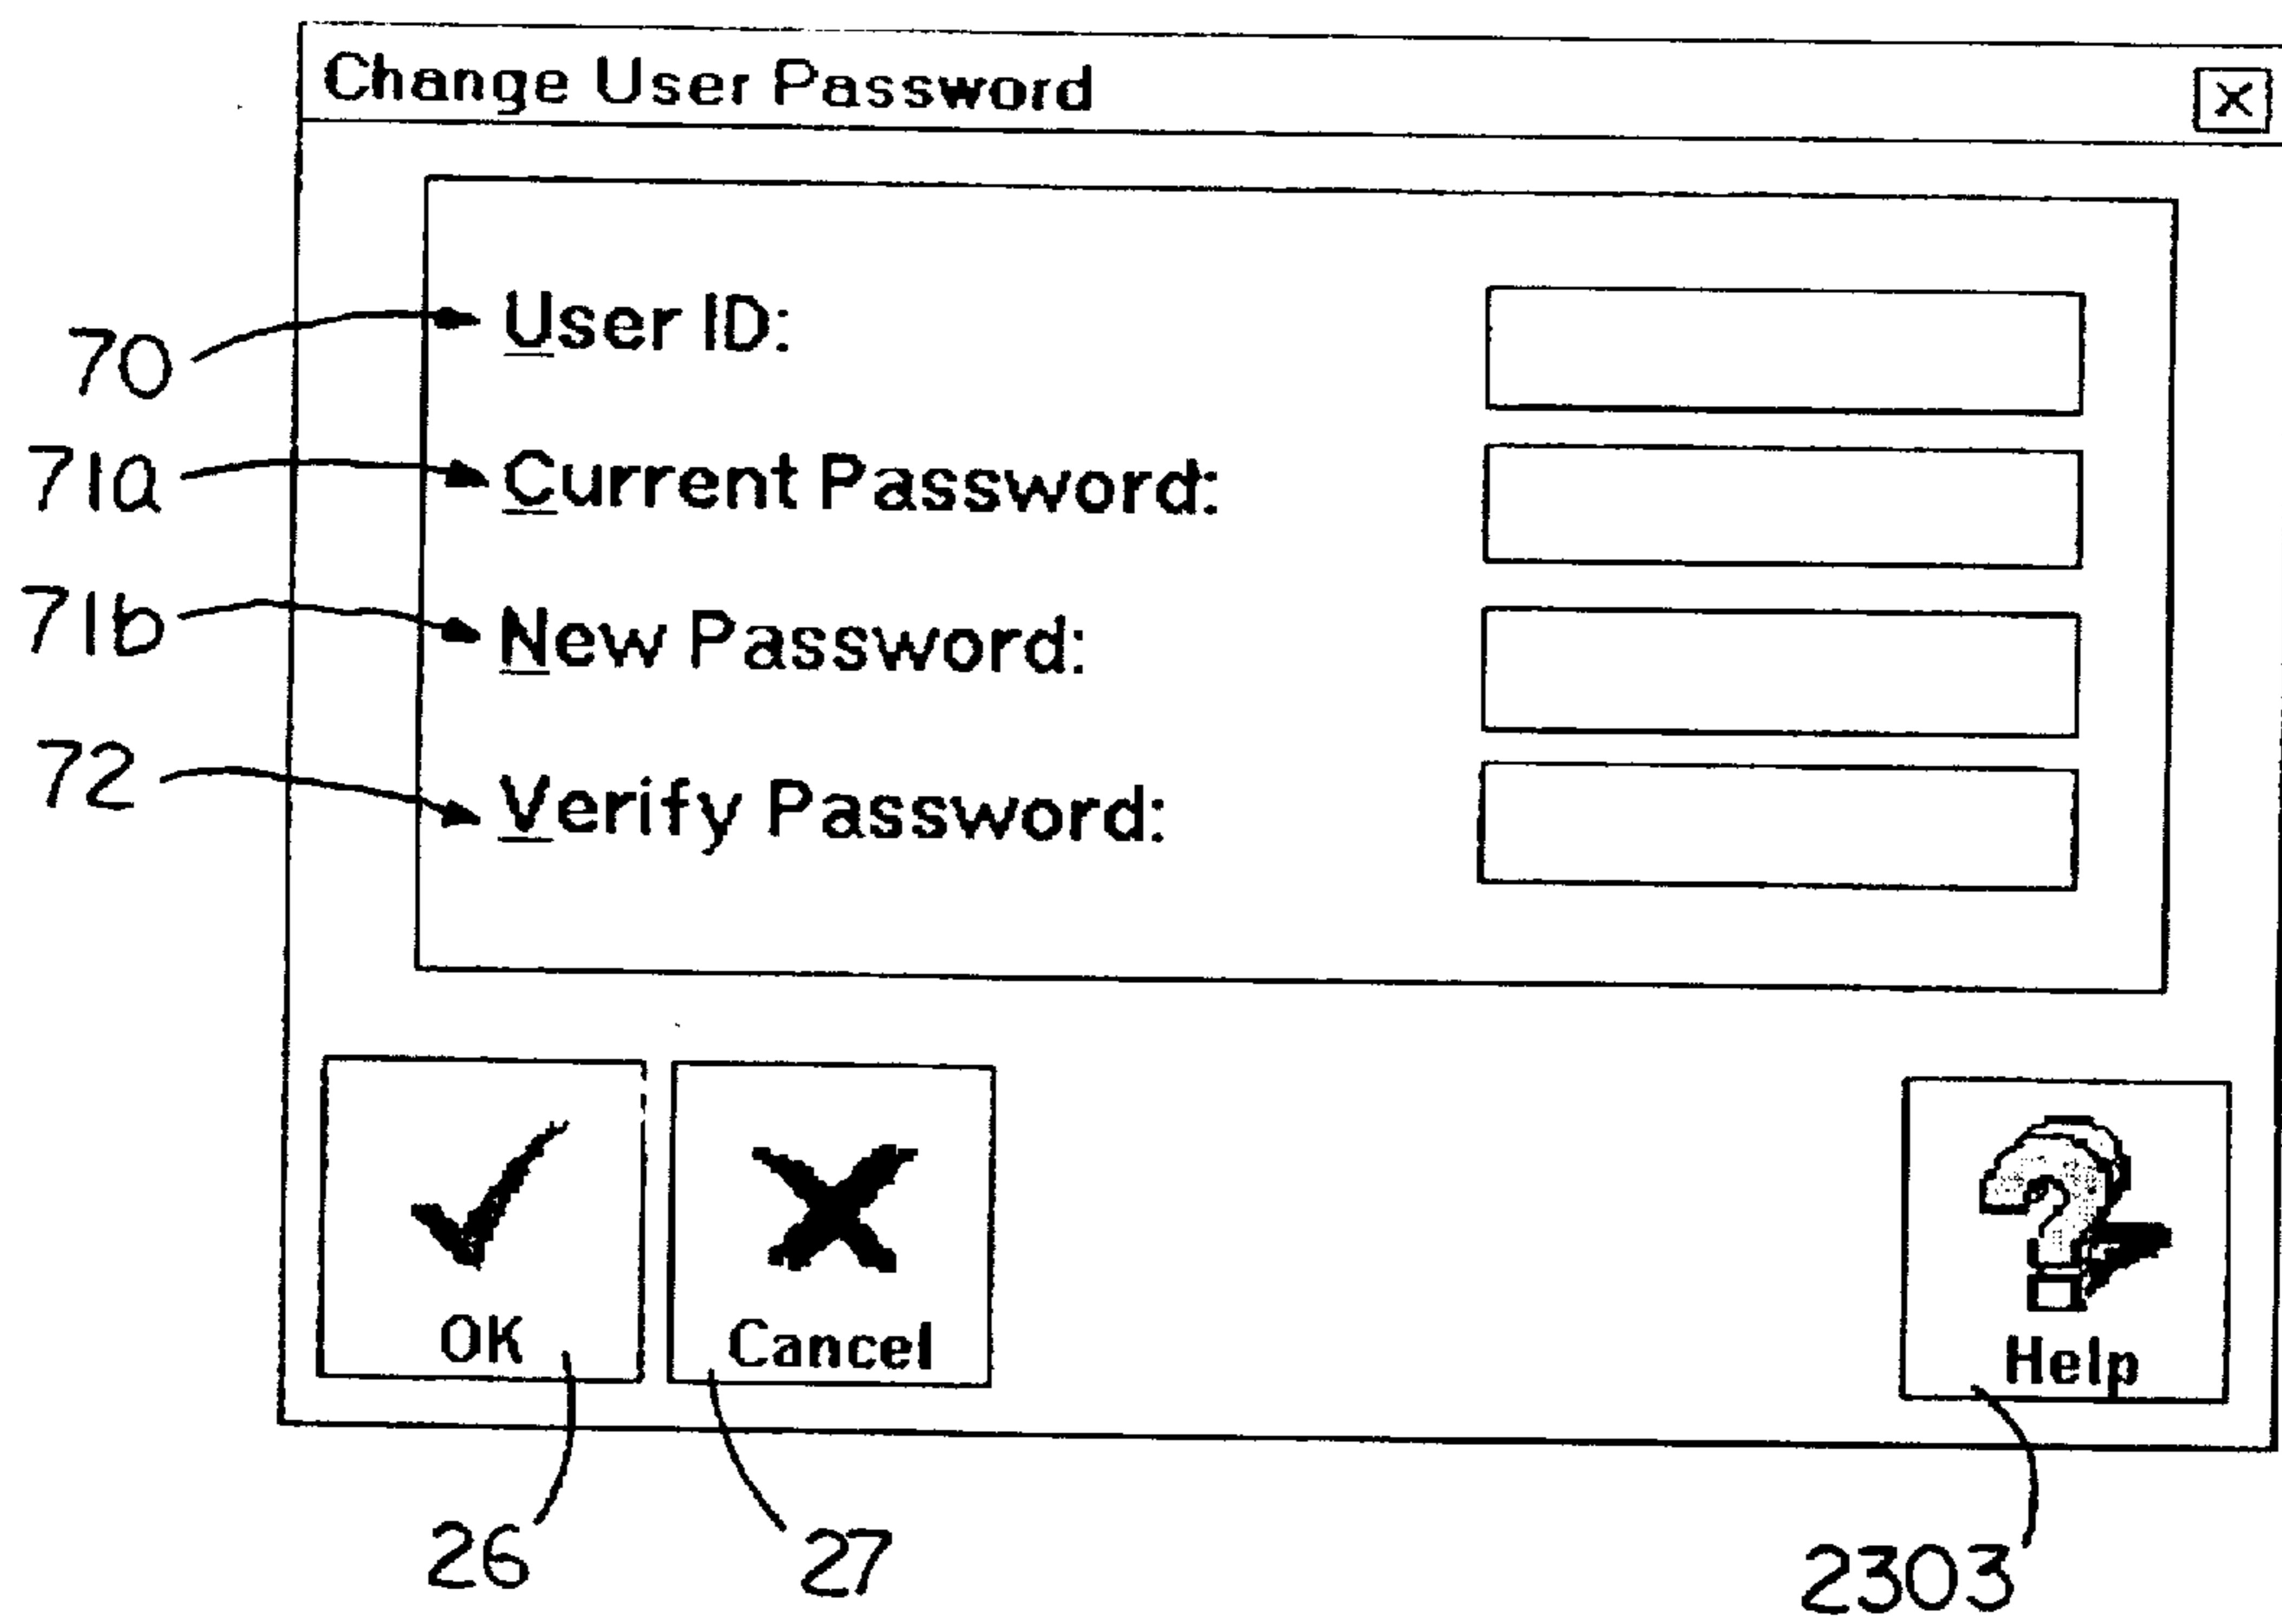 Change User Password X
70 User ID:
71a Current Password:
71b New Password:
72 Verify Password:
OK Cancel Help
26 27 2303